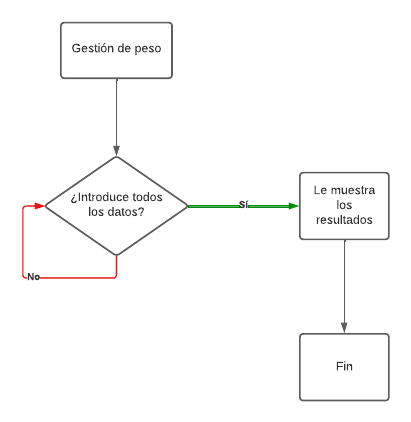 Gestión de peso
¿Introduce todos
los datos?
Sí
Le muestra
los
resultados
No
Fin